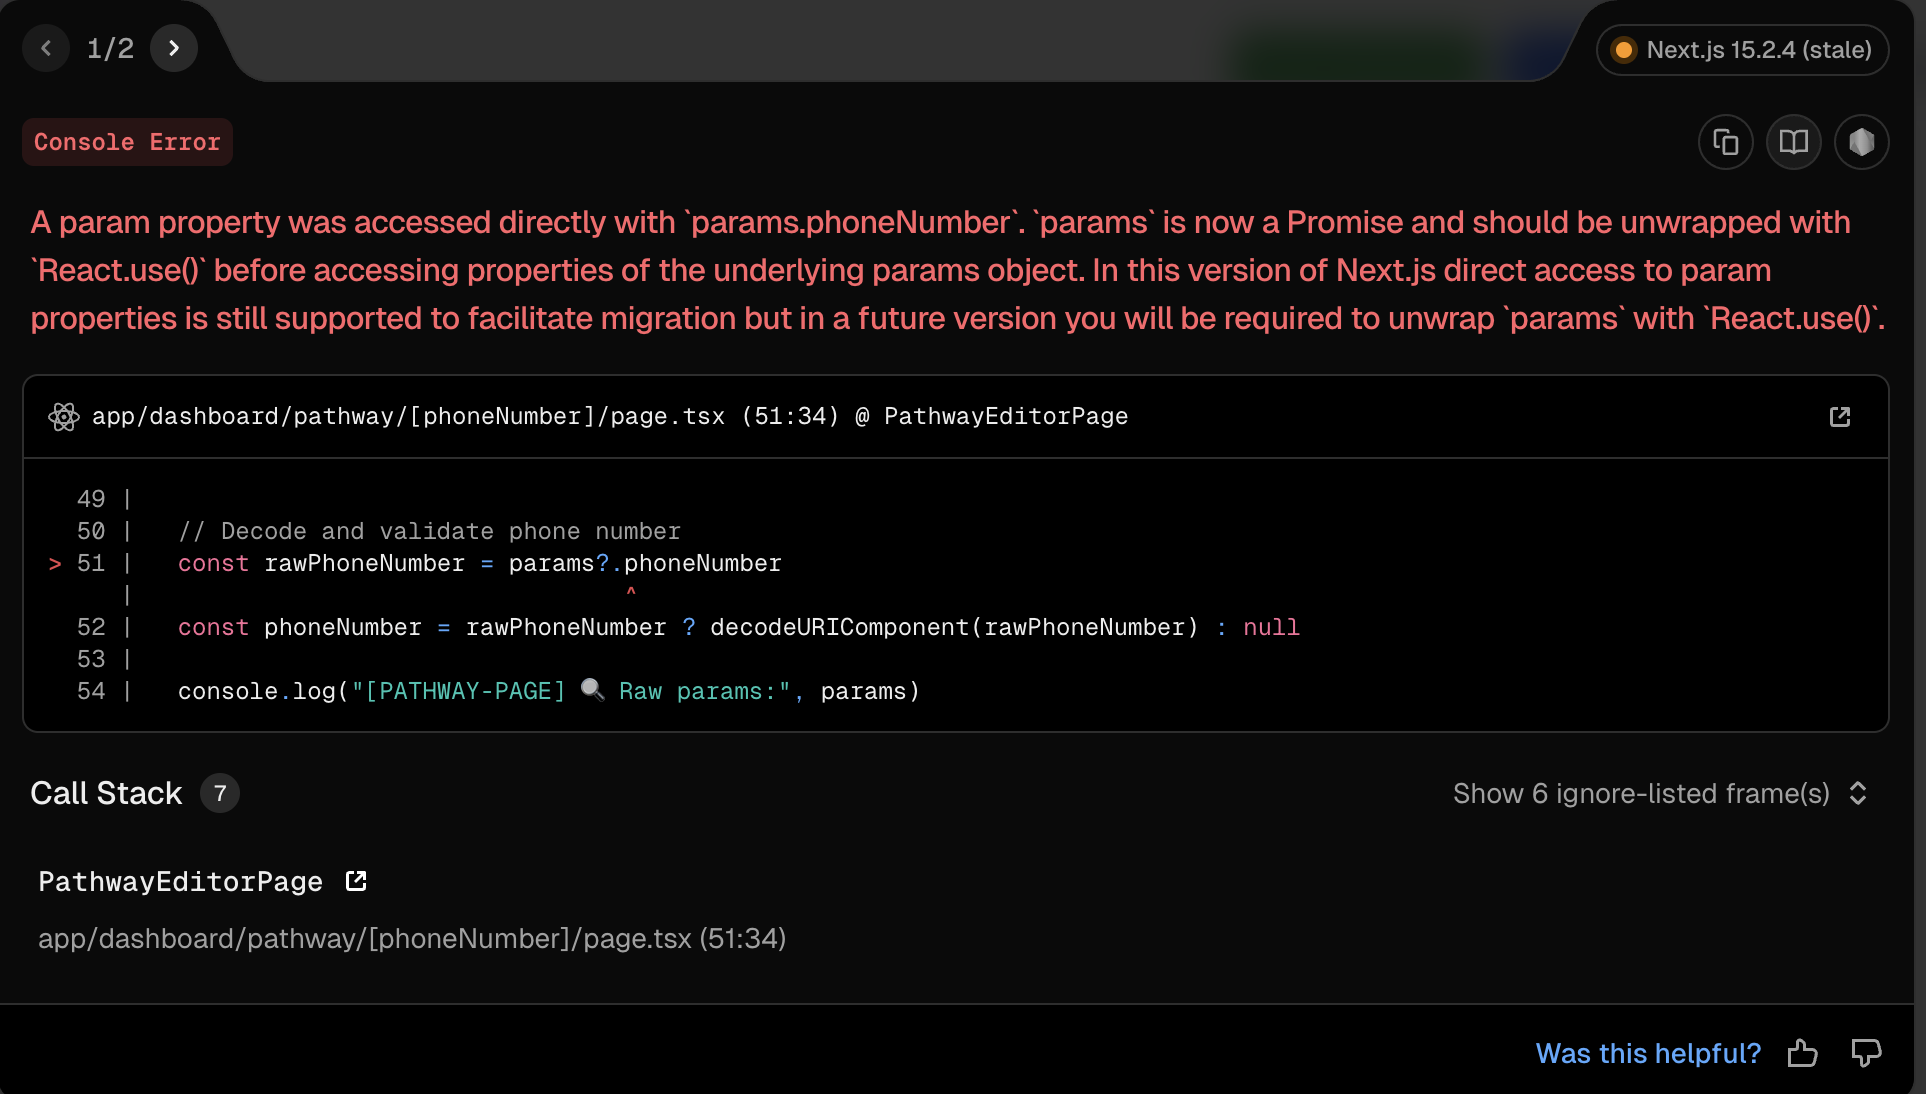 1/2
Next.js 15.2.4 (stale)
Console Error
A param property was accessed directly with `params.phoneNumber`. `params` is now a Promise and should be unwrapped with
`React.use()` before accessing properties of the underlying params object. In this version of Next.js direct access to param
properties is still supported to facilitate migration but in a future version you will be required to unwrap `params` with `React.use()`.
app/dashboard/pathway/[phoneNumber]/page.tsx (51:34) @ PathwayEditorPage
49 |
50 | // Decode and validate phone number
> 51 | const rawPhoneNumber = params?.phoneNumber
| ^
52 | const phoneNumber = rawPhoneNumber ? decodeURIComponent(rawPhoneNumber) : null
53 |
54 | console.log("[PATHWAY-PAGE] 🔍 Raw params:", params)
Call Stack 7
Show 6 ignore-listed frame(s)
PathwayEditorPage
app/dashboard/pathway/[phoneNumber]/page.tsx (51:34)
Was this helpful?